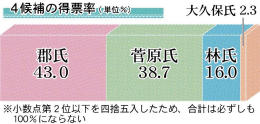 4候補の得票率(単位%)
大久保氏 2.3
郡氏 菅原氏 林氏
43.0 38.7 16.0
※小数点第2位以下を四捨五入したため、合計は必ずしも
100%にならない